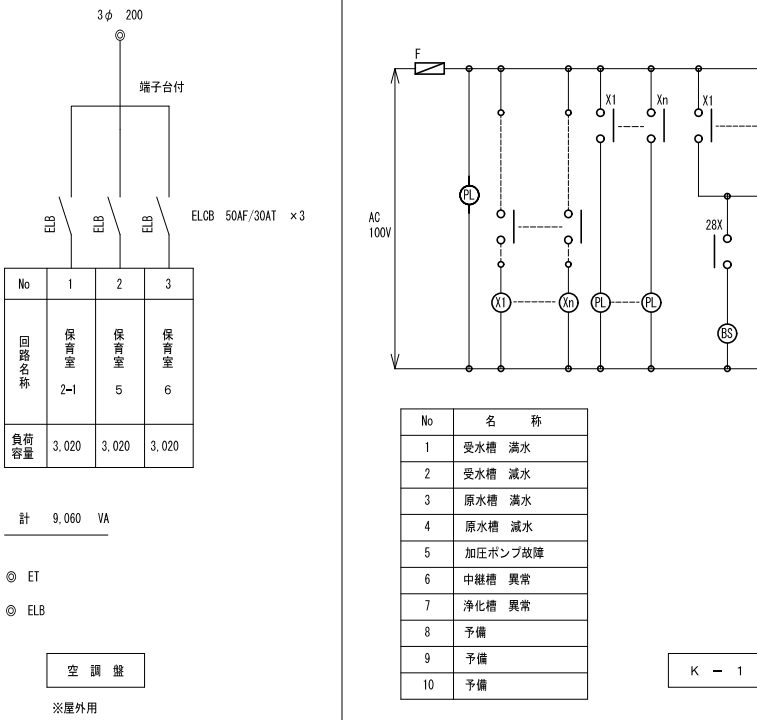 3φ 200
端子台付
ELB ELB ELB ELCB 50AF/30AT ×3
No 1 2 3
回路名称 保育室 2-1 保育室 5 保育室 6
負荷容量 3,020 3,020 3,020
計 9,060 VA
◎ ET
◎ ELB
空調盤
※屋外用
F
X1 Xn X1
PL
AC
100V
28X
X1 Xn PL PL
BS
No 名 称
1 受水槽 満水
2 受水槽 減水
3 原水槽 満水
4 原水槽 減水
5 加圧ポンプ故障
6 中継槽 異常
7 浄化槽 異常
8 予備
9 予備
10 予備
K - 1